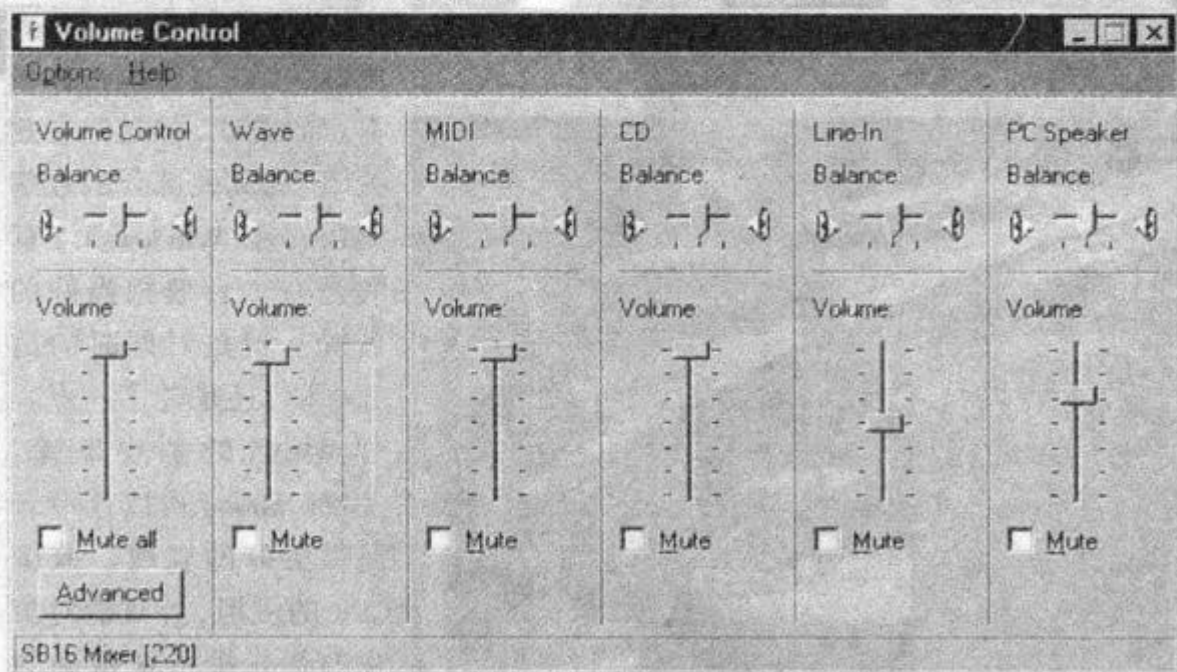 Volume Control
Options Help
Volume Control Wave MIDI CD Line-In PC Speaker
Balance: Balance: Balance: Balance: Balance: Balance:
Volume: Volume: Volume: Volume: Volume: Volume:
Mute all Mute Mute Mute Mute Mute
Advanced
SB16 Mixer [220]